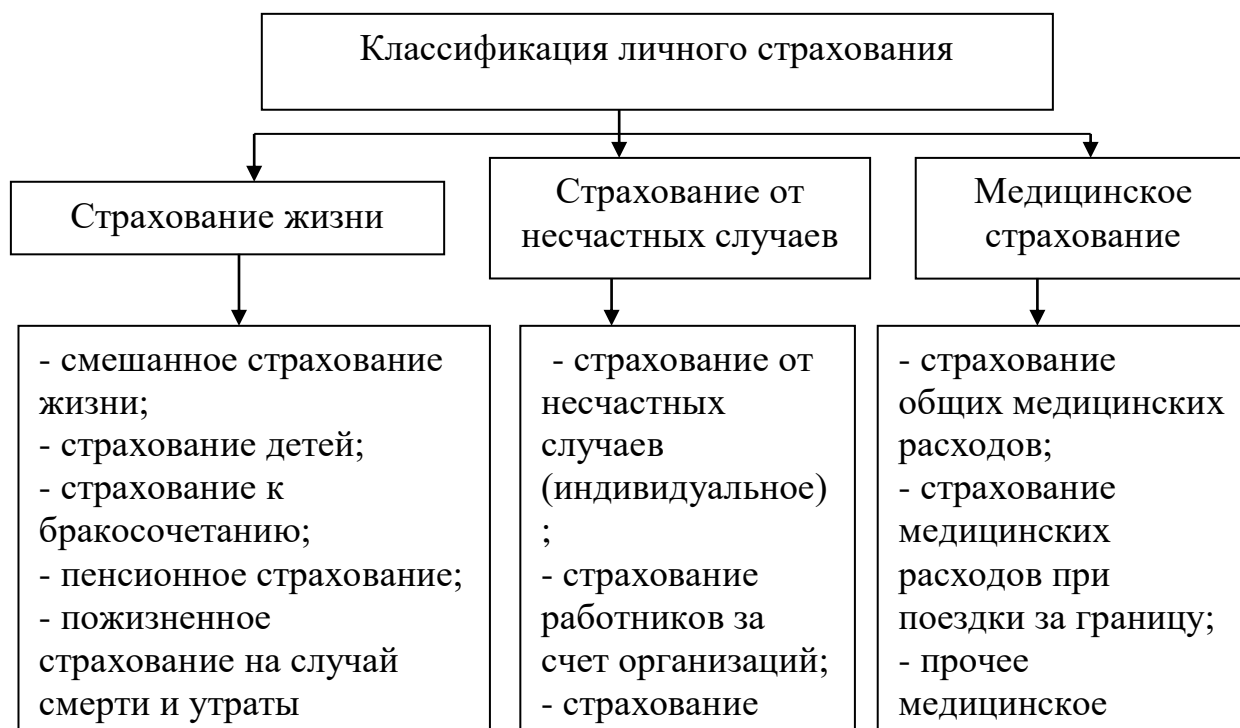 Классификация личного страхования
Страхование жизни
Страхование от
несчастных случаев
Медицинское
страхование
- смешанное страхование
жизни;
- страхование детей;
- страхование к
бракосочетанию;
- пенсионное страхование;
- пожизненное
страхование на случай
смерти и утраты
- страхование от
несчастных
случаев
(индивидуальное)
;
- страхование
работников за
счет организаций;
- страхование
- страхование
общих медицинских
расходов;
- страхование
медицинских
расходов при
поездки за границу;
- прочее
медицинское